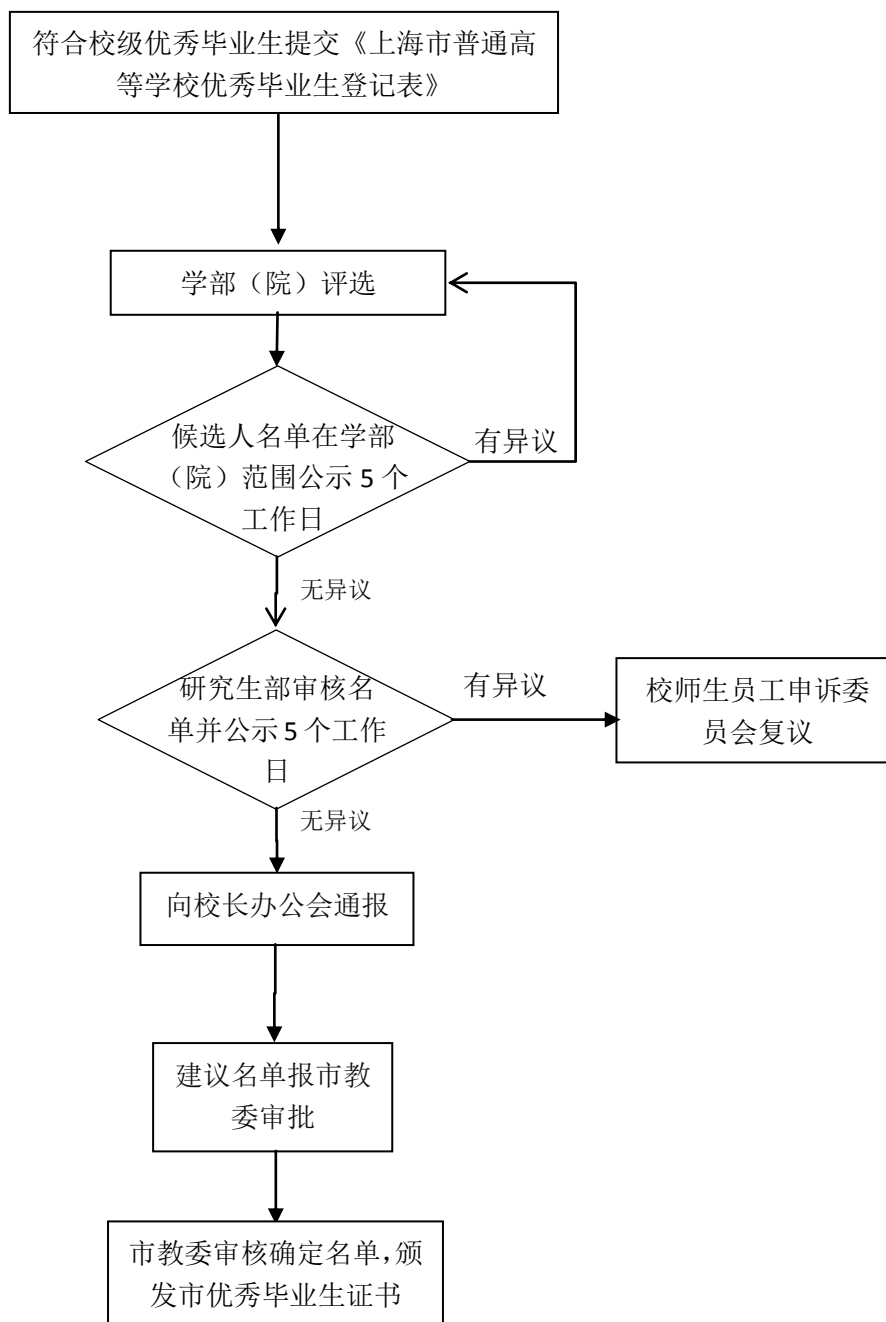 符合校级优秀毕业生提交《上海市普通高
等学校优秀毕业生登记表》
学部（院）评选
候选人名单在学部
（院）范围公示 5 个
工作日
有异议
无异议
研究生部审核名
单并公示 5 个工作
日
有异议
校师生员工申诉委
员会复议
无异议
向校长办公会通报
建议名单报市教
委审批
市教委审核确定名单，颁
发市优秀毕业生证书